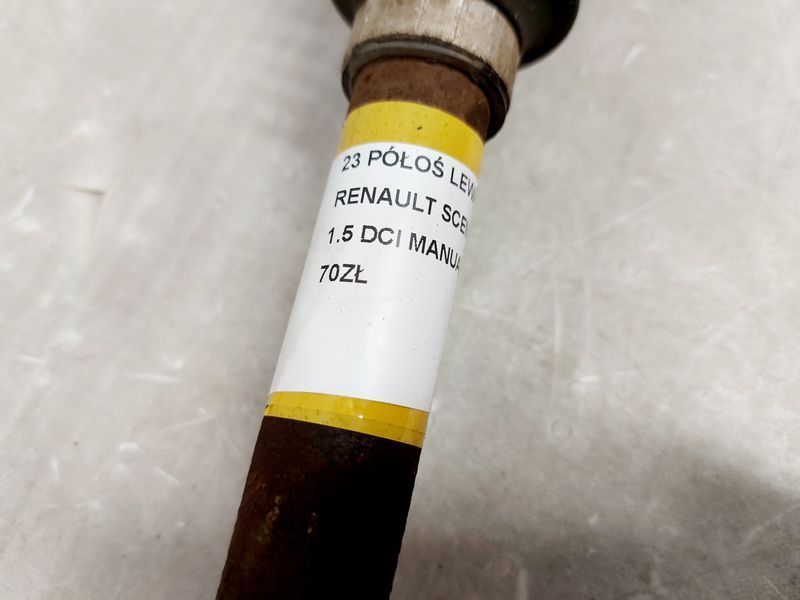 23 PÓŁOŚ LEW
RENAULT SCE
1.5 DCI MANUA
70ZŁ